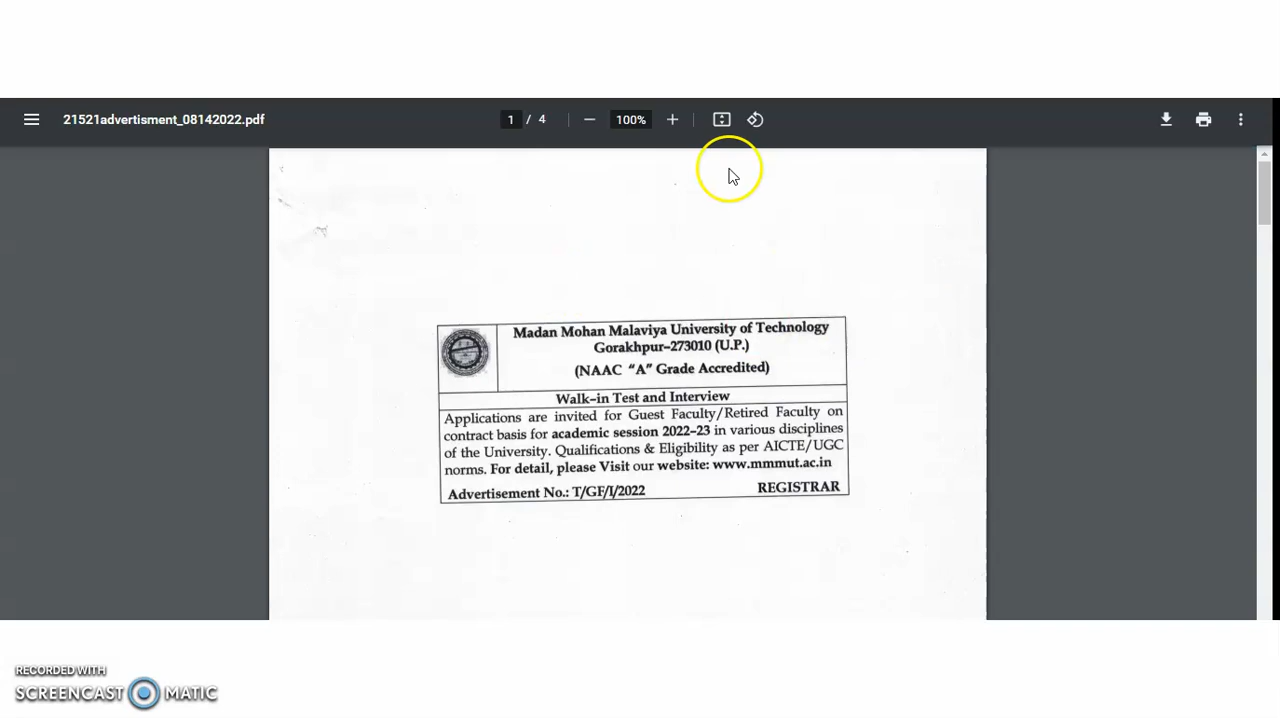 21521advertisment_08142022.pdf
1 / 4
100%
Madan Mohan Malaviya University of Technology
Gorakhpur-273010 (U.P.)
(NAAC "A" Grade Accredited)
Walk-in Test and Interview
Applications are invited for Guest Faculty/Retired Faculty on
contract basis for academic session 2022-23 in various disciplines
of the University. Qualifications & Eligibility as per AICTE/UGC
norms. For detail, please Visit our website: www.mmmut.ac.in
Advertisement No.: T/GF/I/2022 REGISTRAR
RECORDED WITH
SCREENCAST MATIC